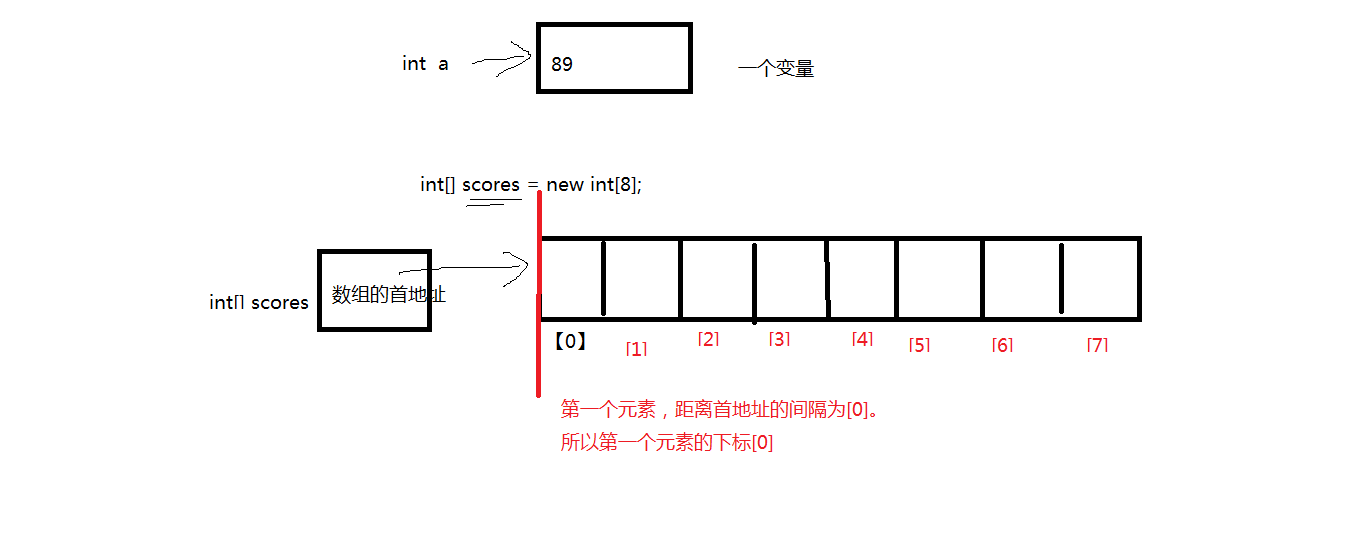 int a
89
一个变量
int[] scores = new int[8];
int[] scores
数组的首地址
【0】
[1]
[2]
[3]
[4]
[5]
[6]
[7]
第一个元素，距离首地址的间隔为[0]。
所以第一个元素的下标[0]